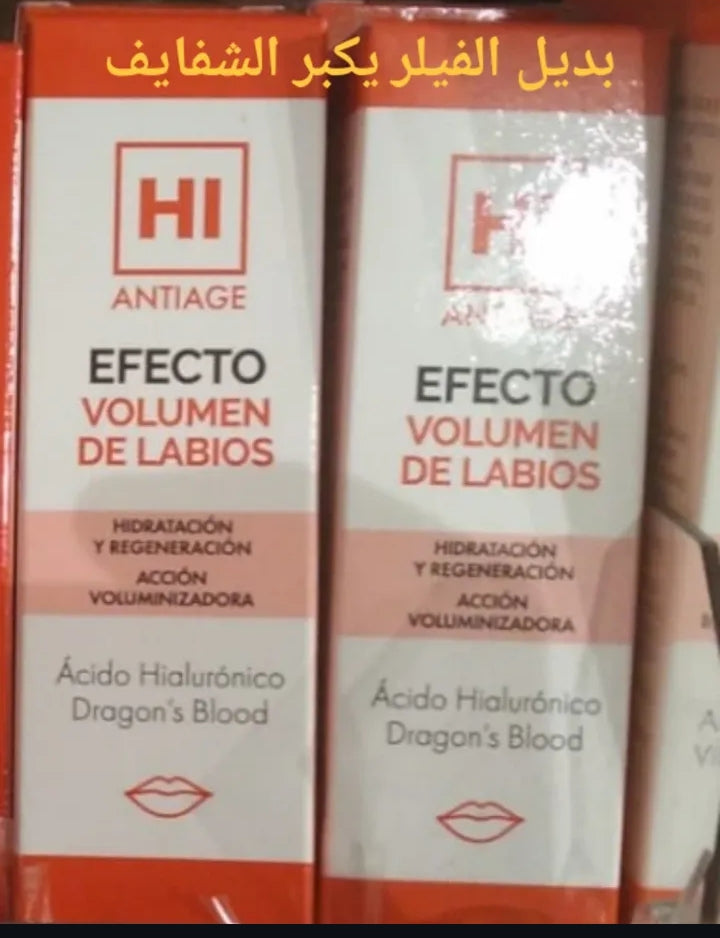 بديل الفيلر يكبر الشفايف
HI
ANTIAGE
EFECTO
VOLUMEN
DE LABIOS
HIDRATACIÓN
Y REGENERACIÓN
ACCIÓN
VOLUMINIZADORA
Ácido Hialurónico
Dragon's Blood
EFECTO
VOLUMEN
DE LABIOS
HIDRATACIÓN
Y REGENERACIÓN
ACCIÓN
VOLUMINIZADORA
Ácido Hialurónico
Dragon's Blood